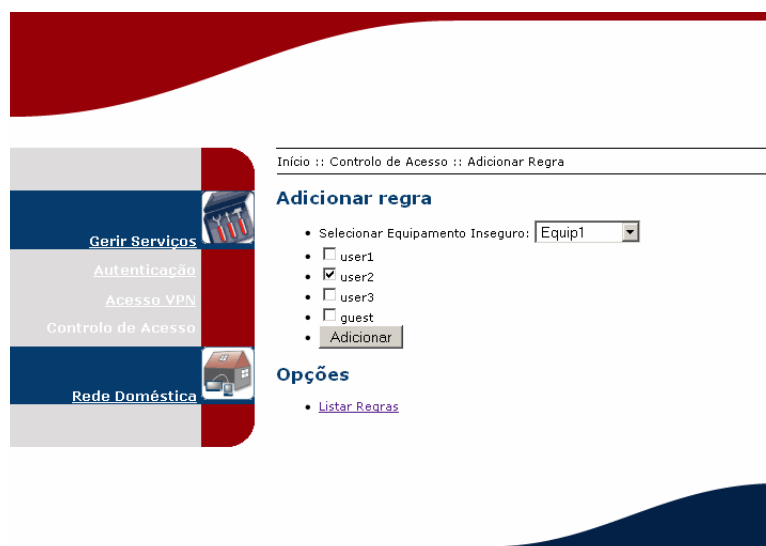 Início :: Controlo de Acesso :: Adicionar Regra
Gerir Serviços
Autenticação
Acesso VPN
Controlo de Acesso
Rede Doméstica
Adicionar regra
Selecionar Equipamento Inseguro: Equip1
user1
user2
user3
guest
Adicionar
Opções
Listar Regras